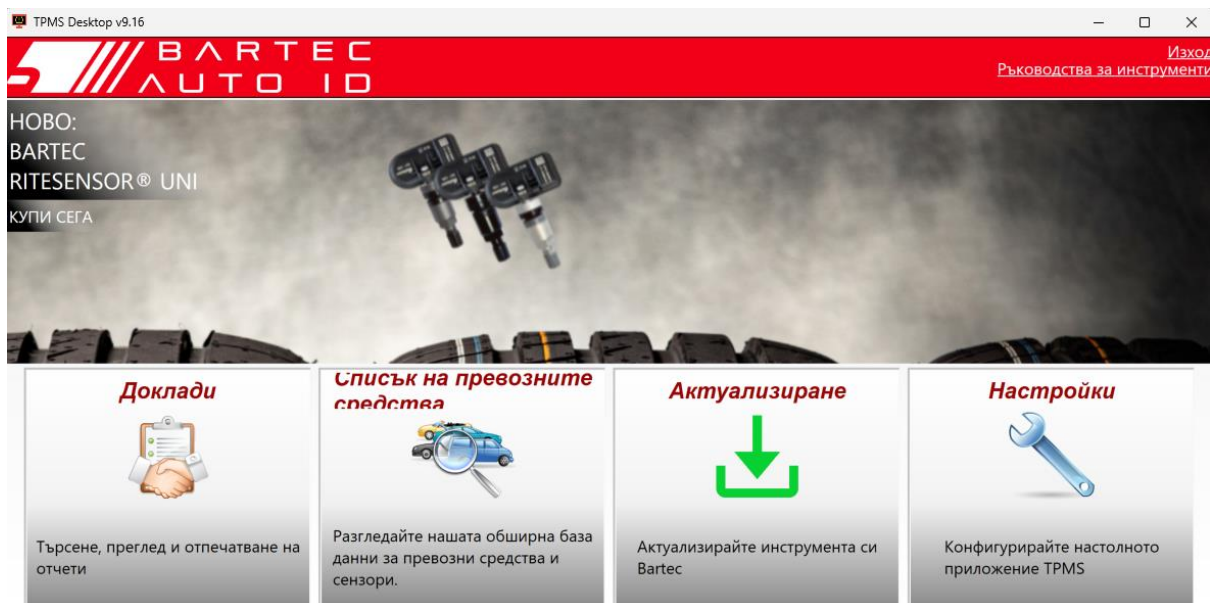 TPMS Desktop v9.16
BARTEC
AUTO ID
Изход
Ръководства за инструменти
НОВО:
BARTEC
RITESENSOR® UNI
КУПИ СЕГА
Доклади
Търсене, преглед и отпечатване на
отчети
Списък на превозните
средства
Разгледайте нашата обширна база
данни за превозни средства и
сензори.
Актуализиране
Актуализирайте инструмента си
Bartec
Настройки
Конфигурирайте настолното
приложение TPMS